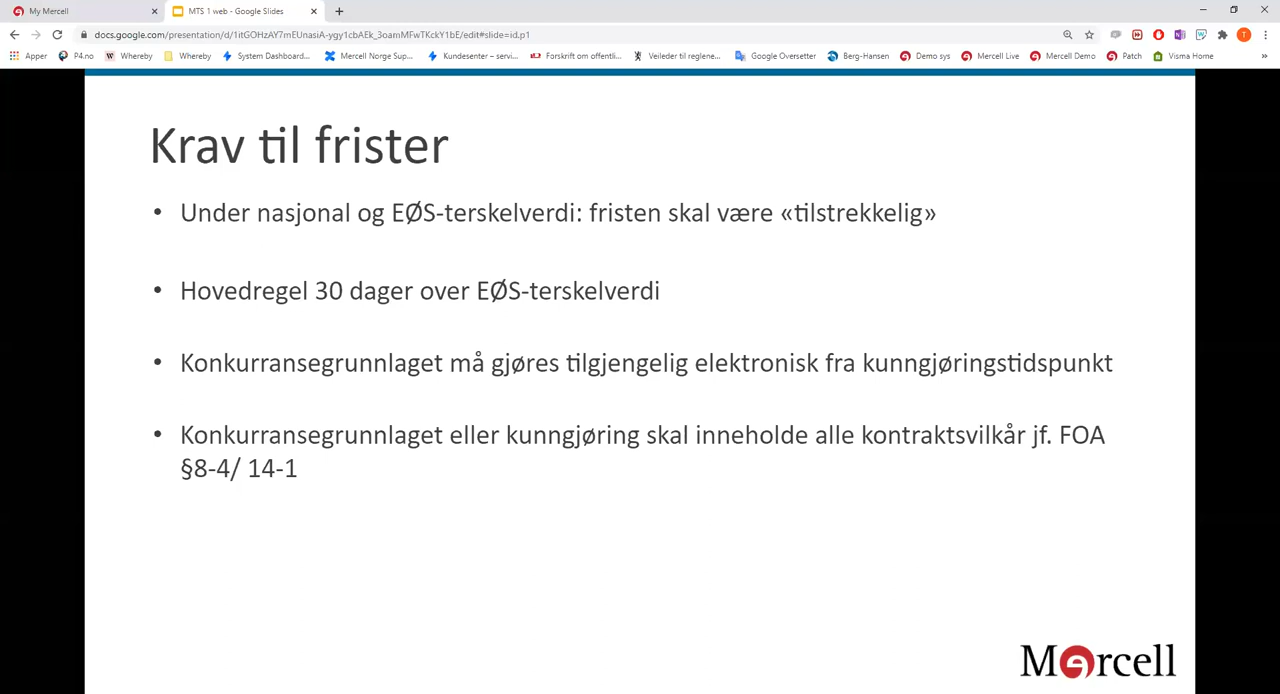 My Mercell
MTS 1 web - Google Slides
docs.google.com/presentation/d/1itGOHzAY7mEUnasiA-ygy1cbAEk_3oamMFwTKckY1bE/edit#slide=id.p1
Apper P4.no Whereby Whereby System Dashboard... Mercell Norge Sup... Kundesenter – servi... Forskrift om offentli... Veileder til reglene... Google Oversetter Berg-Hansen Demo sys Mercell Live Mercell Demo Patch Visma Home »
Krav til frister
• Under nasjonal og EØS-terskelverdi: fristen skal være «tilstrekkelig»
• Hovedregel 30 dager over EØS-terskelverdi
• Konkurransegrunnlaget må gjøres tilgjengelig elektronisk fra kunngjøringstidspunkt
• Konkurransegrunnlaget eller kunngjøring skal inneholde alle kontraktsvilkår jf. FOA
§8-4/ 14-1
Mercell